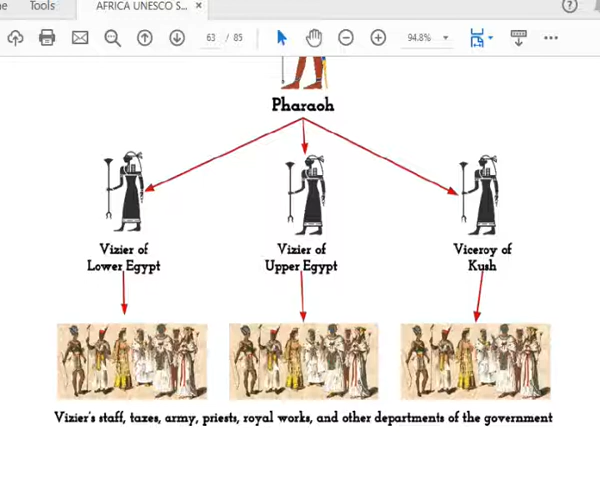 Tools
AFRICA UNESCO S... ×
63 / 85
94.8%
Pharaoh
Vizier of
Lower Egypt
Vizier of
Upper Egypt
Viceroy of
Kush
Vizier's staff, taxes, army, priests, royal works, and other departments of the government